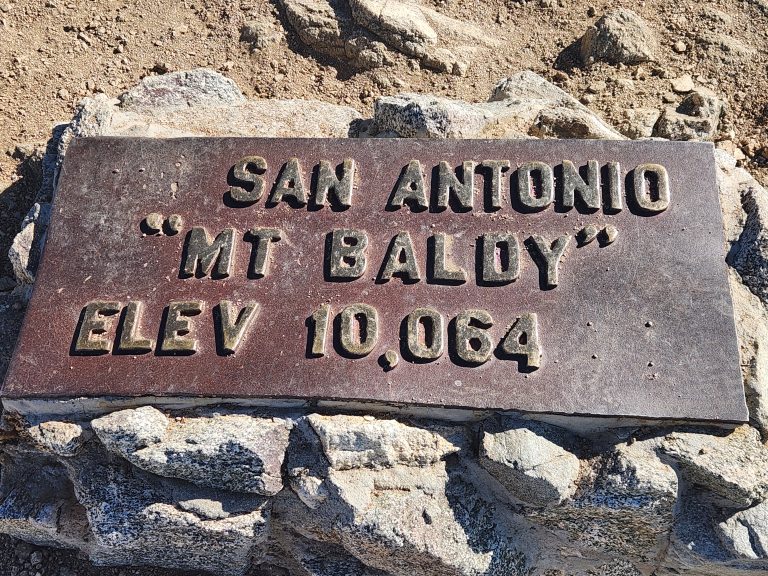 SAN ANTONIO
“MT BALDY”
ELEV 10,064